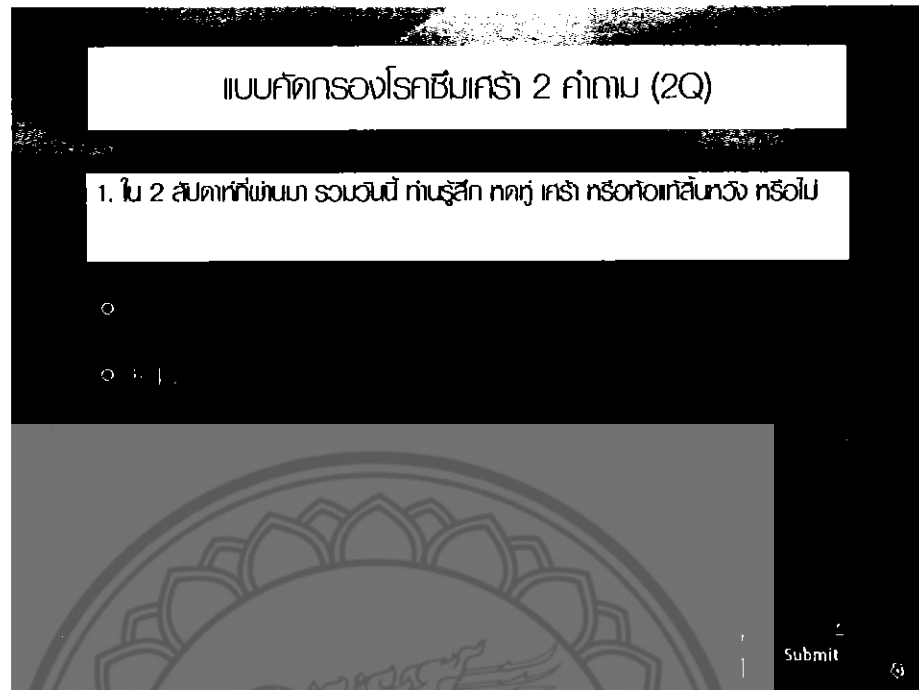 แบบคัดกรองโรคซึมเศร้า 2 คำถาม (2Q)
1. ใน 2 สัปดาห์ที่ผ่านมา รวมวันนี้ ท่านรู้สึก หดหู่ เศร้า หรือท้อแท้สิ้นหวัง หรือไม่
Submit